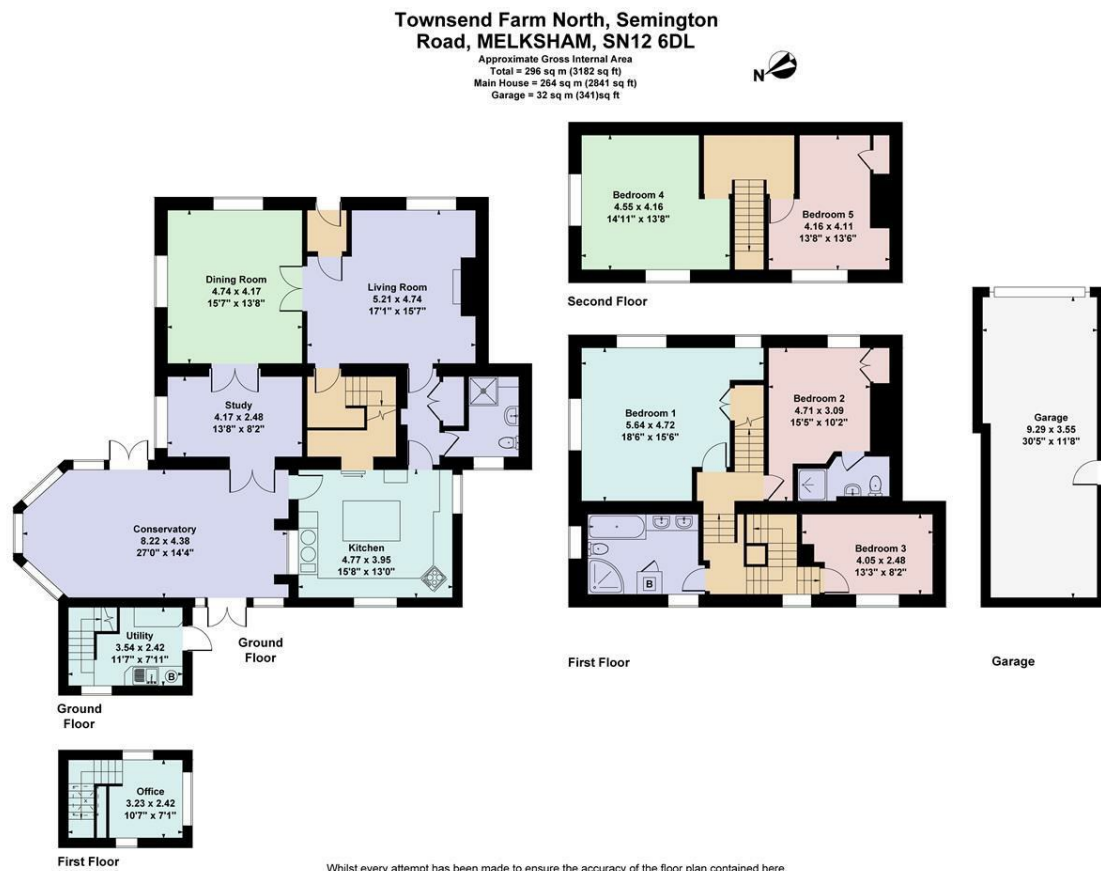 Townsend Farm North, Semington
Road, MELKSHAM, SN12 6DL
Approximate Gross Internal Area
Total = 296 sq m (3182 sq ft)
Main House = 264 sq m (2841 sq ft)
Garage = 32 sq m (341)sq ft
N
Bedroom 4
4.55 x 4.16
14'11" x 13'8"
Bedroom 5
4.16 x 4.11
13'8" x 13'6"
Second Floor
Dining Room
4.74 x 4.17
15'7" x 13'8"
Living Room
5.21 x 4.74
17'1" x 15'7"
Study
4.17 x 2.48
13'8" x 8'2"
Conservatory
8.22 x 4.38
27'0" x 14'4"
Kitchen
4.77 x 3.95
15'8" x 13'0"
Ground
Floor
Bedroom 1
5.64 x 4.72
18'6" x 15'6"
Bedroom 2
4.71 x 3.09
15'5" x 10'2"
Bedroom 3
4.05 x 2.48
13'3" x 8'2"
B
First Floor
Garage
9.29 x 3.55
30'5" x 11'8"
Garage
Utility
3.54 x 2.42
11'7" x 7'11"
B
Ground
Floor
Office
3.23 x 2.42
10'7" x 7'1"
First Floor
Whilst every attempt has been made to ensure the accuracy of the floor plan contained here